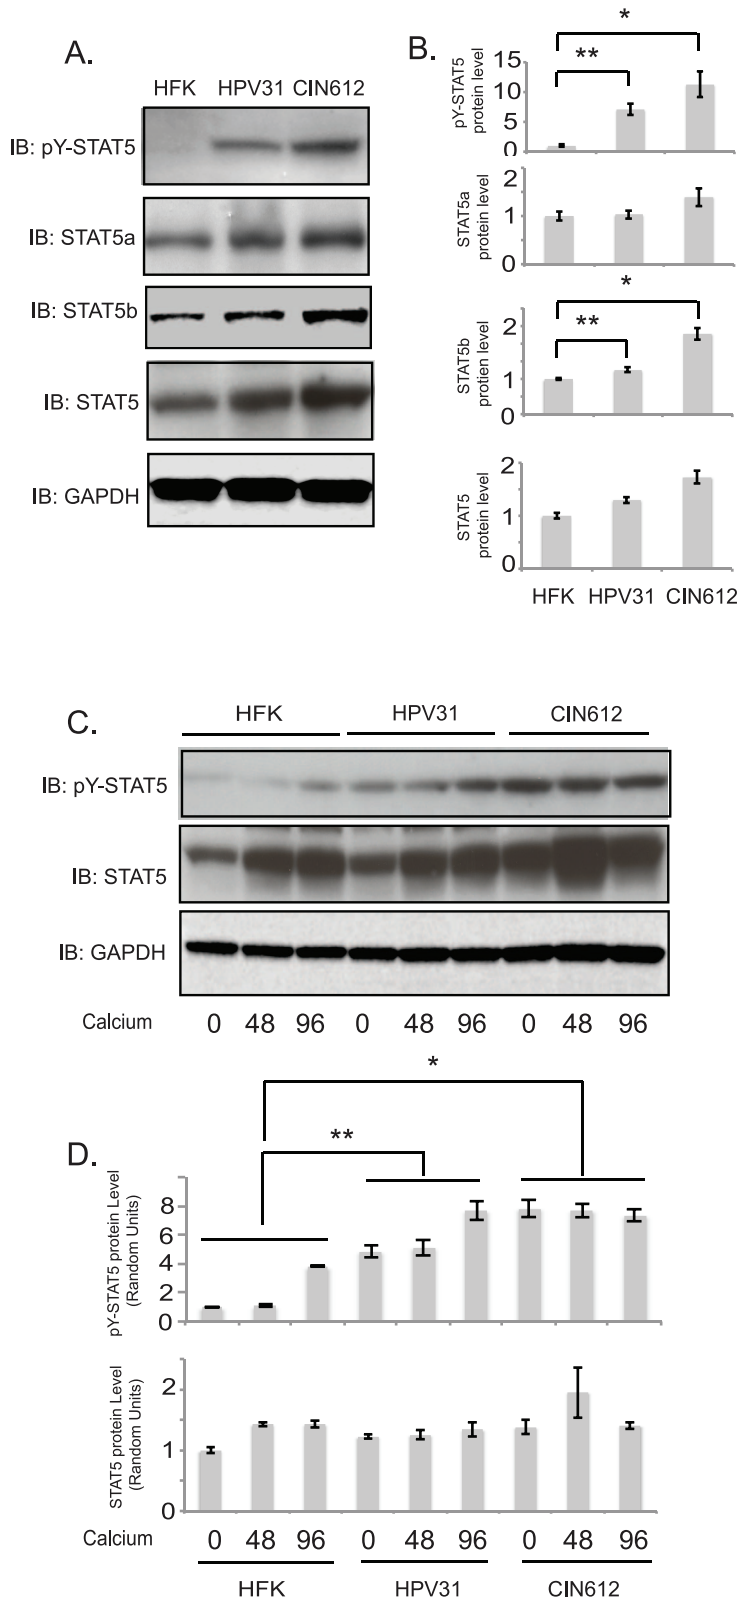 A.
HFK HPV31 CIN612
IB: pY-STAT5
IB: STAT5a
IB: STAT5b
IB: STAT5
IB: GAPDH
B.
*
**
15
10
5
0
pY-STAT5
protein level
2
1
0
STAT5a
protein level
*
**
2
1
0
STAT5b
protien level
2
1
0
STAT5
protein level
HFK HPV31 CIN612
C.
HFK HPV31 CIN612
IB: pY-STAT5
IB: STAT5
IB: GAPDH
Calcium 0 48 96 0 48 96 0 48 96
D.
*
**
8
6
4
2
0
pY-STAT5 protein Level
(Random Units)
2
1
0
STAT5 protein Level
(Random Units)
Calcium 0 48 96 0 48 96 0 48 96
HFK HPV31 CIN612